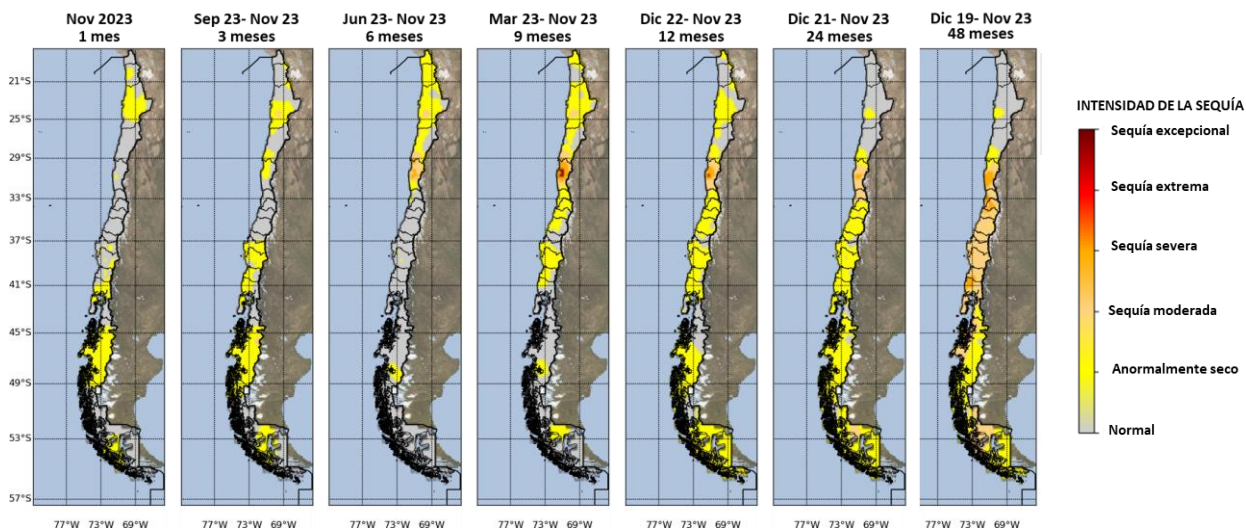 Nov 2023
1 mes
Sep 23- Nov 23
3 meses
Jun 23- Nov 23
6 meses
Mar 23- Nov 23
9 meses
Dic 22- Nov 23
12 meses
Dic 21- Nov 23
24 meses
Dic 19- Nov 23
48 meses
21°S
25°S
29°S
33°S
37°S
41°S
45°S
49°S
53°S
57°S
77°W 73°W 69°W
77°W 73°W 69°W
77°W 73°W 69°W
77°W 73°W 69°W
77°W 73°W 69°W
77°W 73°W 69°W
77°W 73°W 69°W
INTENSIDAD DE LA SEQUÍA
Sequía excepcional
Sequía extrema
Sequía severa
Sequía moderada
Anormalmente seco
Normal